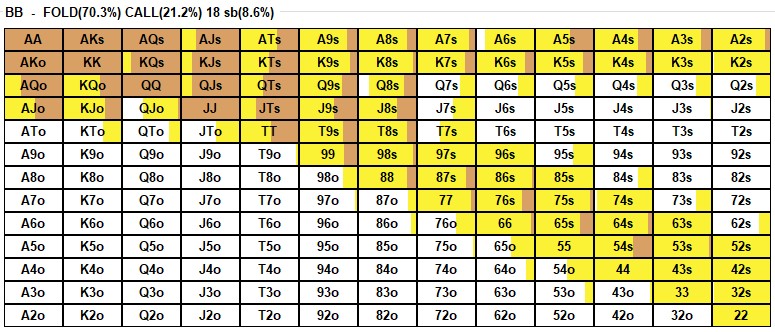 BB - FOLD(70.3%) CALL(21.2%) 18 sb(8.6%)
AA AKs AQs AJs ATs A9s A8s A7s A6s A5s A4s A3s A2s
AKo KK KQs KJs KTs K9s K8s K7s K6s K5s K4s K3s K2s
AQo KQo QQ QJs QTs Q9s Q8s Q7s Q6s Q5s Q4s Q3s Q2s
AJo KJo QJo JJ JTs J9s J8s J7s J6s J5s J4s J3s J2s
ATo KTo QTo JTo TT T9s T8s T7s T6s T5s T4s T3s T2s
A9o K9o Q9o J9o T9o 99 98s 97s 96s 95s 94s 93s 92s
A8o K8o Q8o J8o T8o 98o 88 87s 86s 85s 84s 83s 82s
A7o K7o Q7o J7o T7o 97o 87o 77 76s 75s 74s 73s 72s
A6o K6o Q6o J6o T6o 96o 86o 76o 66 65s 64s 63s 62s
A5o K5o Q5o J5o T5o 95o 85o 75o 65o 55 54s 53s 52s
A4o K4o Q4o J4o T4o 94o 84o 74o 64o 54o 44 43s 42s
A3o K3o Q3o J3o T3o 93o 83o 73o 63o 53o 43o 33 32s
A2o K2o Q2o J2o T2o 92o 82o 72o 62o 52o 42o 32o 22